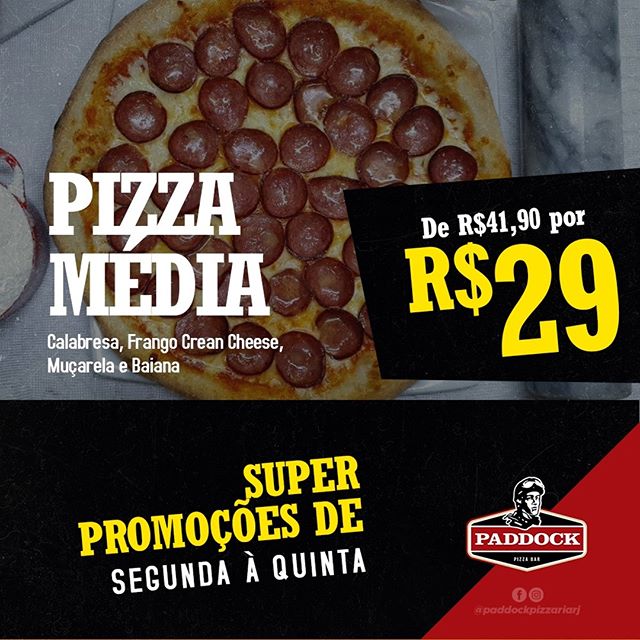 PIZZA
MÉDIA
Calabresa, Frango Crean Cheese,
Muçarela e Baiana
De R$41,90 por
R$29
SUPER
PROMOÇÕES DE
SEGUNDA À QUINTA
PADDOCK
PIZZA BAR
@paddockpizzariarj